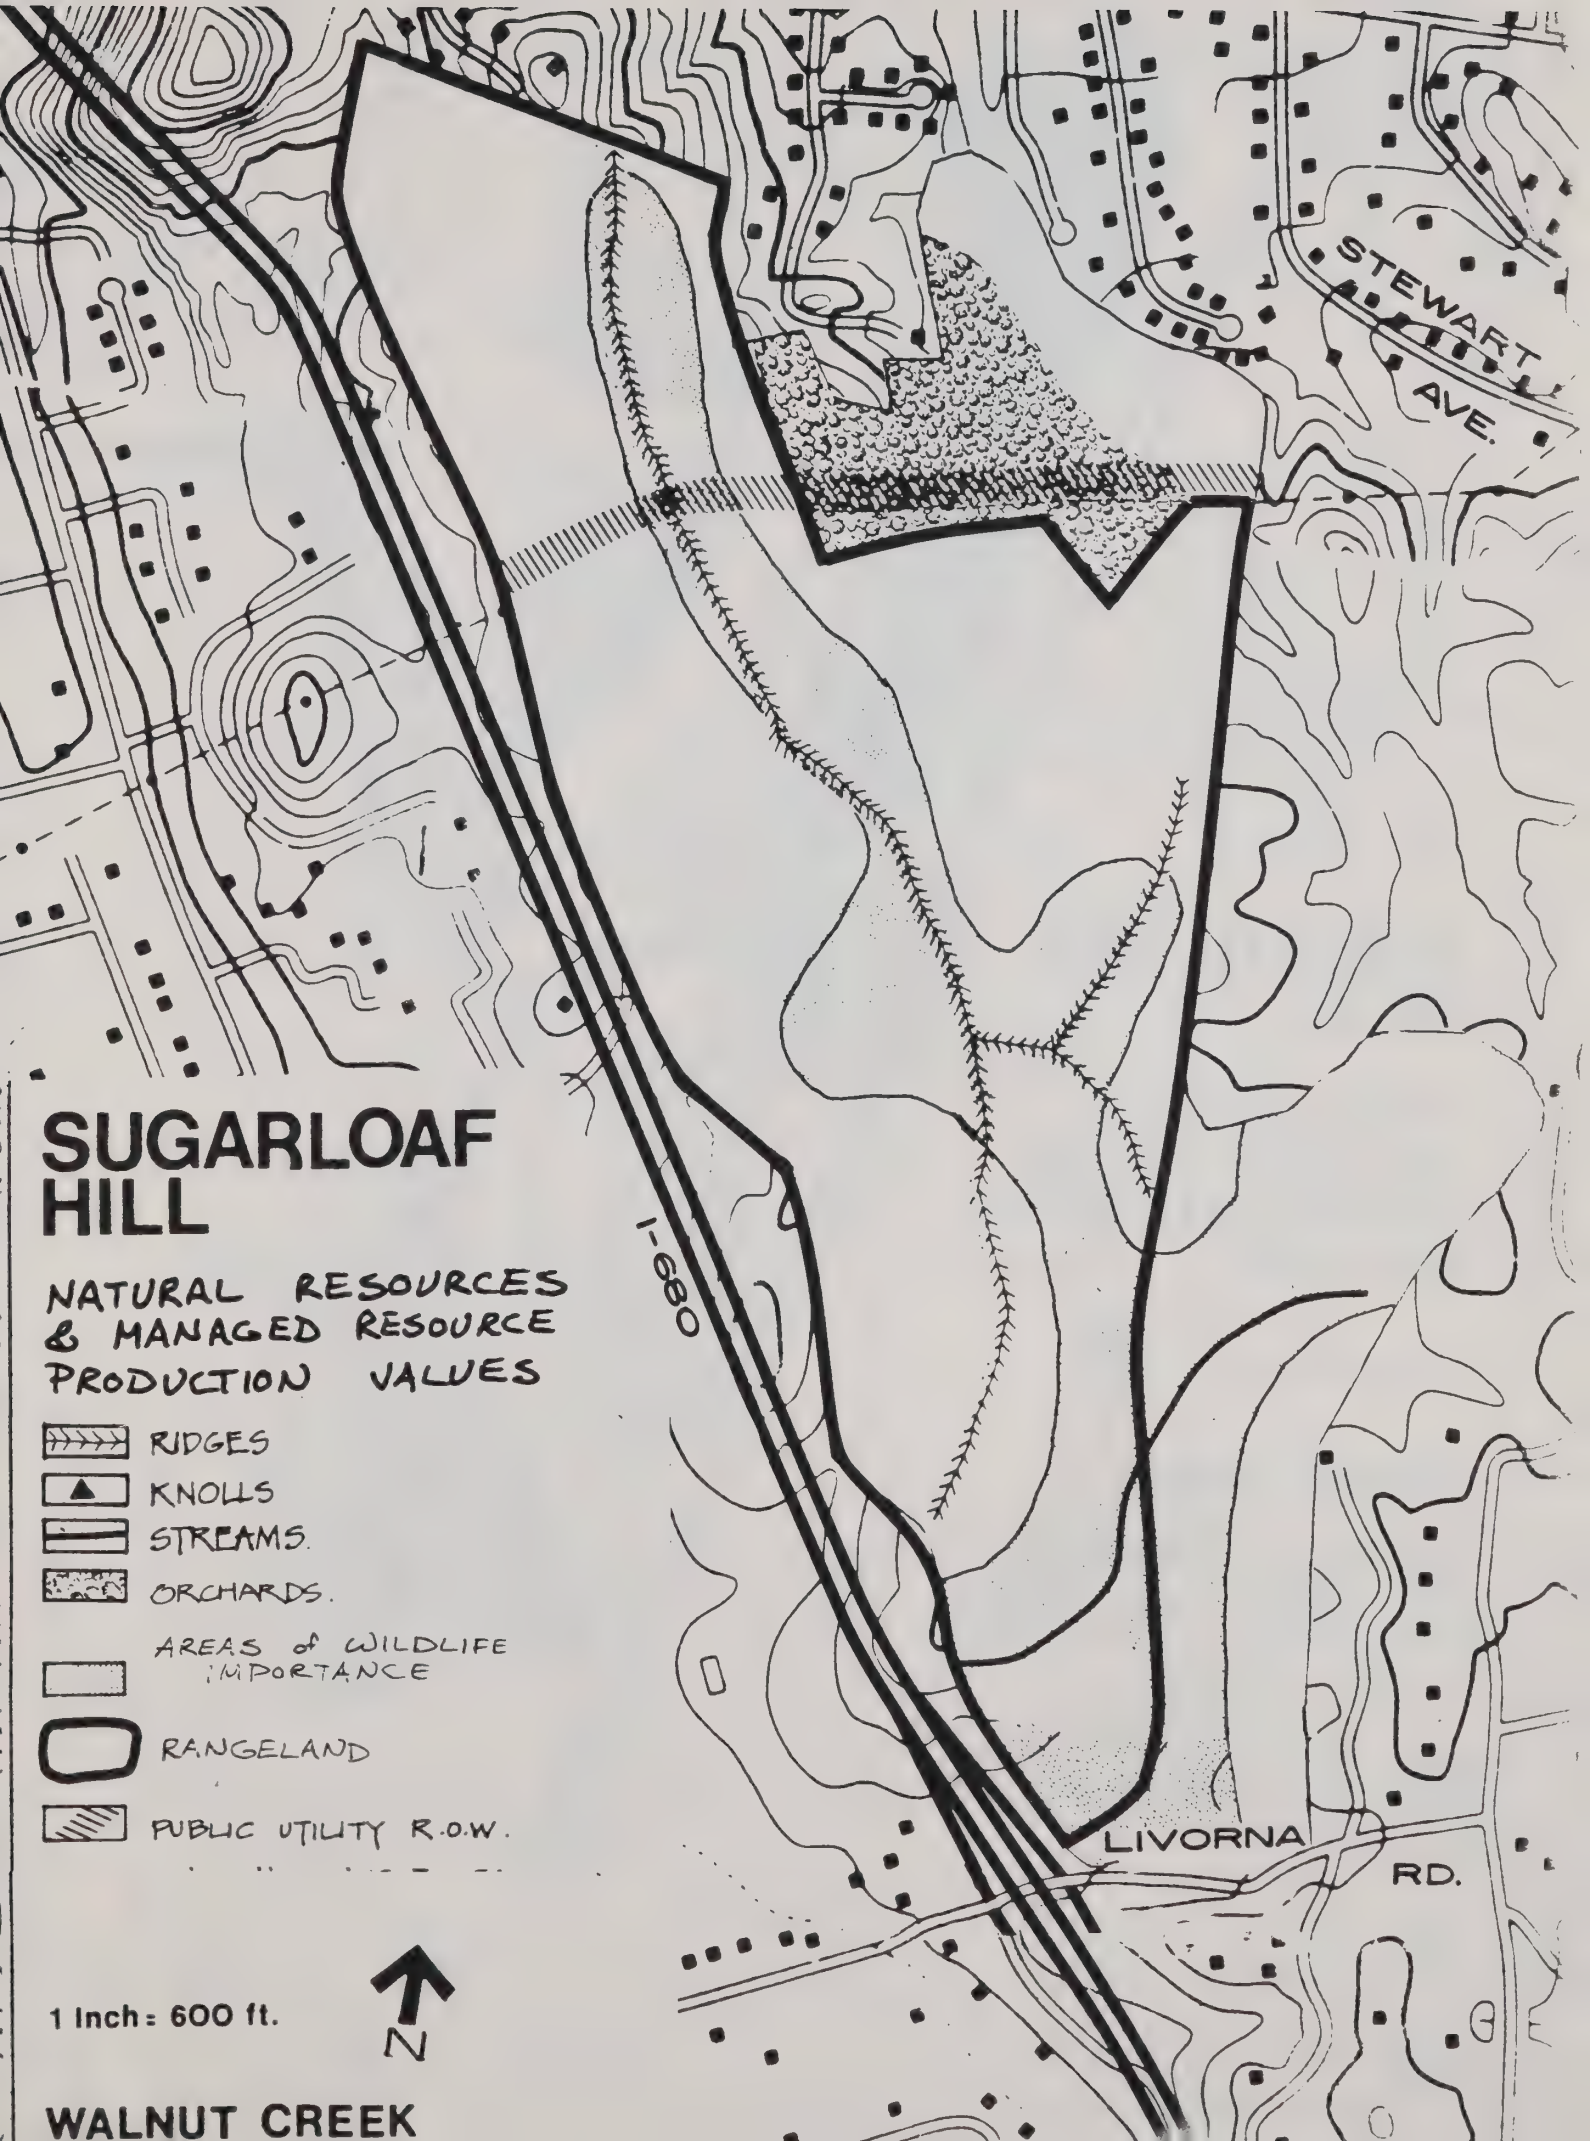 STEWART
AVE.
SUGARLOAF
HILL
NATURAL RESOURCES
& MANAGED RESOURCE
PRODUCTION VALUES
I-680
RIDGES
KNOLLS
STREAMS.
ORCHARDS.
AREAS of WILDLIFE
IMPORTANCE
RANGELAND
PUBLIC UTILITY R.O.W.
LIVORNA
RD.
1 Inch = 600 ft.
N
WALNUT CREEK